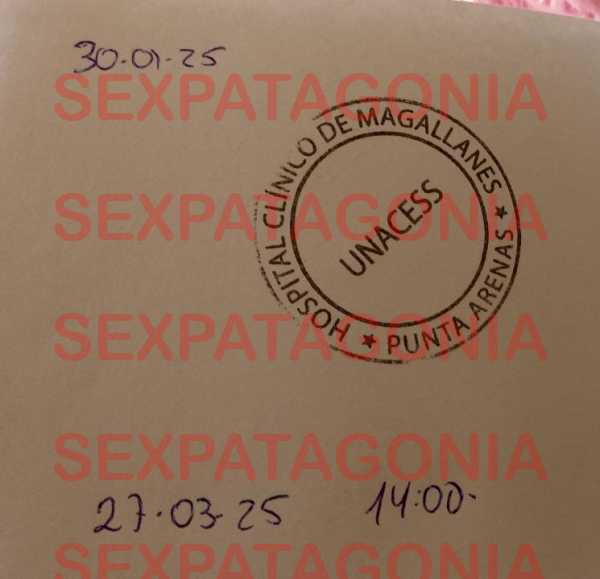 30.01.25
SEXPATAGONIA
HOSPITAL CLÍNICO DE MAGALLANES ★ PUNTA ARENAS ★
UNACESS
SEXPATAGONIA
SEXPATAGONIA
SEXPATAGONIA
27.03.25 14:00.
SEXPATAGONIA